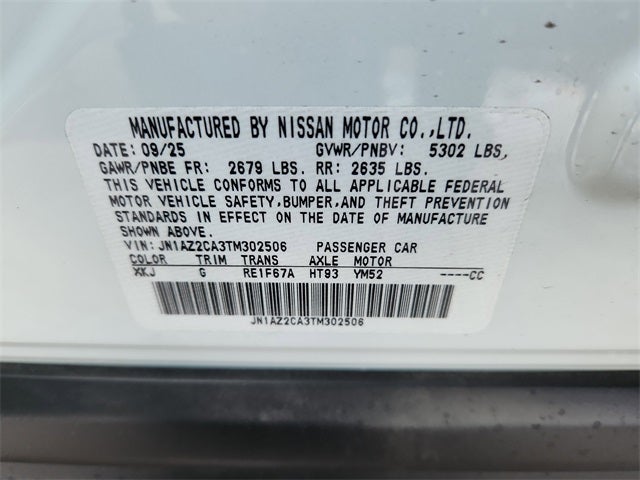 MANUFACTURED BY NISSAN MOTOR CO.,LTD.
DATE: 09/25 GVWR/PNBV: 5302 LBS,
GAWR/PNBE FR: 2679 LBS. RR: 2635 LBS.
THIS VEHICLE CONFORMS TO ALL APPLICABLE FEDERAL
MOTOR VEHICLE SAFETY, BUMPER,AND THEFT PREVENTION
STANDARDS IN EFFECT ON THE DATE OF MANUFACTURE
SHOWN ABOVE.
VIN: JN1AZ2CA3TM302506 PASSENGER CAR
COLOR TRIM TRANS AXLE MOTOR
XKJ G RE1F67A HT93 YM52 ----CC
JN1AZ2CA3TM302506